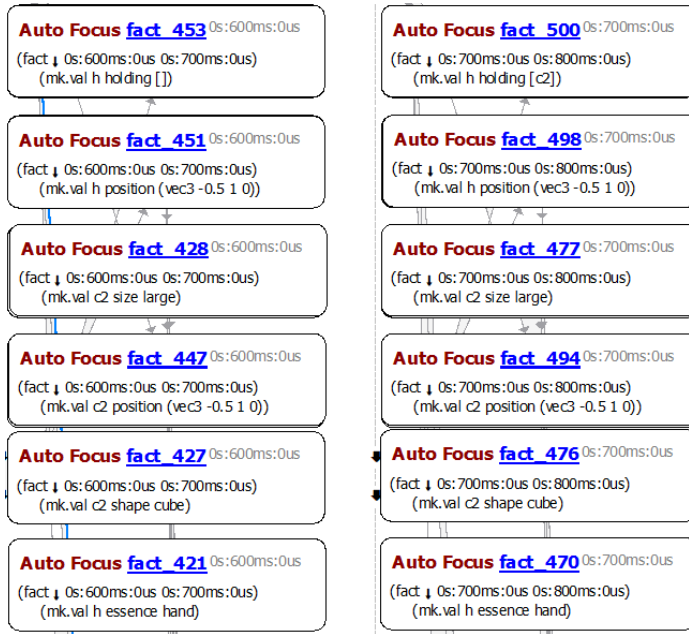 Auto Focus fact_453 0s:600ms:0us
(fact ↓ 0s:600ms:0us 0s:700ms:0us)
(mk.val h holding [])
Auto Focus fact_451 0s:600ms:0us
(fact ↓ 0s:600ms:0us 0s:700ms:0us)
(mk.val h position (vec3 -0.5 1 0))
Auto Focus fact_428 0s:600ms:0us
(fact ↓ 0s:600ms:0us 0s:700ms:0us)
(mk.val c2 size large)
Auto Focus fact_447 0s:600ms:0us
(fact ↓ 0s:600ms:0us 0s:700ms:0us)
(mk.val c2 position (vec3 -0.5 1 0))
Auto Focus fact_427 0s:600ms:0us
(fact ↓ 0s:600ms:0us 0s:700ms:0us)
(mk.val c2 shape cube)
Auto Focus fact_421 0s:600ms:0us
(fact ↓ 0s:600ms:0us 0s:700ms:0us)
(mk.val h essence hand)
Auto Focus fact_500 0s:700ms:0us
(fact ↓ 0s:700ms:0us 0s:800ms:0us)
(mk.val h holding [c2])
Auto Focus fact_498 0s:700ms:0us
(fact ↓ 0s:700ms:0us 0s:800ms:0us)
(mk.val h position (vec3 -0.5 1 0))
Auto Focus fact_477 0s:700ms:0us
(fact ↓ 0s:700ms:0us 0s:800ms:0us)
(mk.val c2 size large)
Auto Focus fact_494 0s:700ms:0us
(fact ↓ 0s:700ms:0us 0s:800ms:0us)
(mk.val c2 position (vec3 -0.5 1 0))
Auto Focus fact_476 0s:700ms:0us
(fact ↓ 0s:700ms:0us 0s:800ms:0us)
(mk.val c2 shape cube)
Auto Focus fact_470 0s:700ms:0us
(fact ↓ 0s:700ms:0us 0s:800ms:0us)
(mk.val h essence hand)